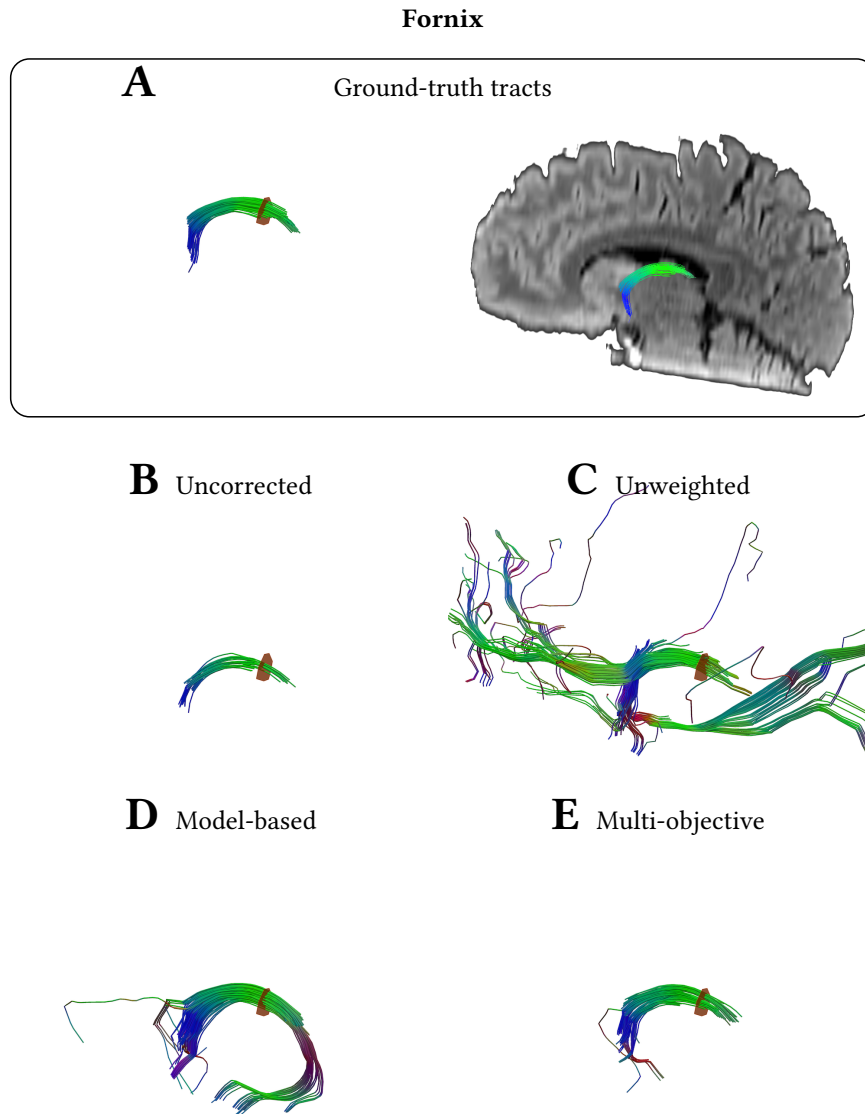 Fornix
A Ground-truth tracts
B Uncorrected
C Unweighted
D Model-based
E Multi-objective